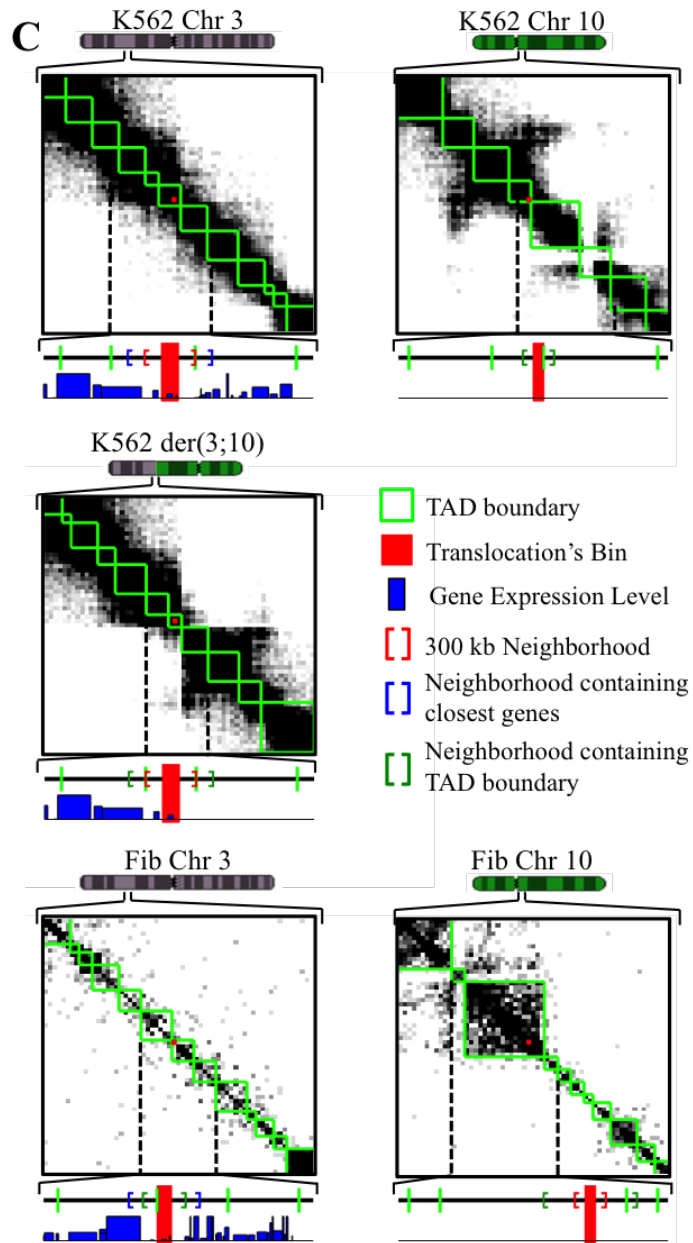 C
K562 Chr 3
K562 Chr 10
K562 der(3;10)
TAD boundary
Translocation's Bin
Gene Expression Level
300 kb Neighborhood
Neighborhood containing
closest genes
Neighborhood containing
TAD boundary
Fib Chr 3
Fib Chr 10